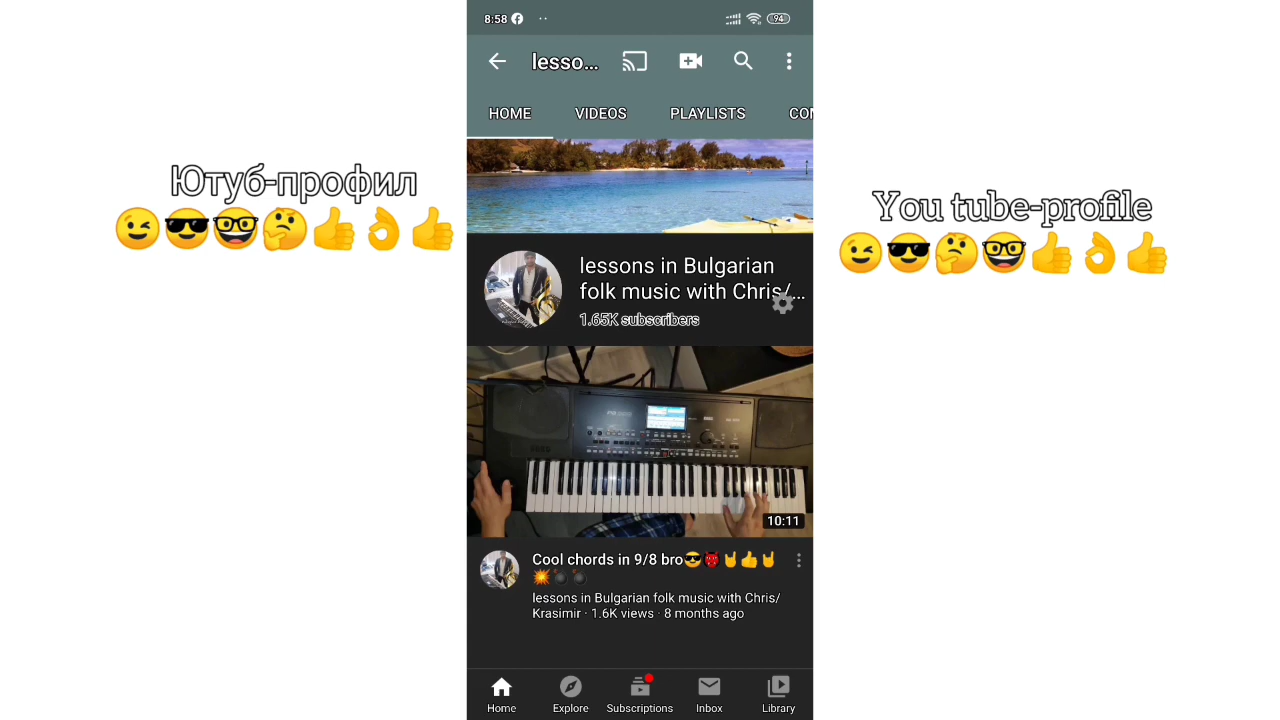 8:58
94
lesso...
HOME VIDEOS PLAYLISTS CO
Ютуб-профил
😉😎🤓🤔👍👌👍
You tube-profile
😉😎🤔🤓👍👌👍
lessons in Bulgarian
folk music with Chris/...
1.65K subscribers
10:11
Cool chords in 9/8 bro😎👹🤘👍🤘
💥💣💣
lessons in Bulgarian folk music with Chris/
Krasimir · 1.6K views · 8 months ago
Home Explore Subscriptions Inbox Library